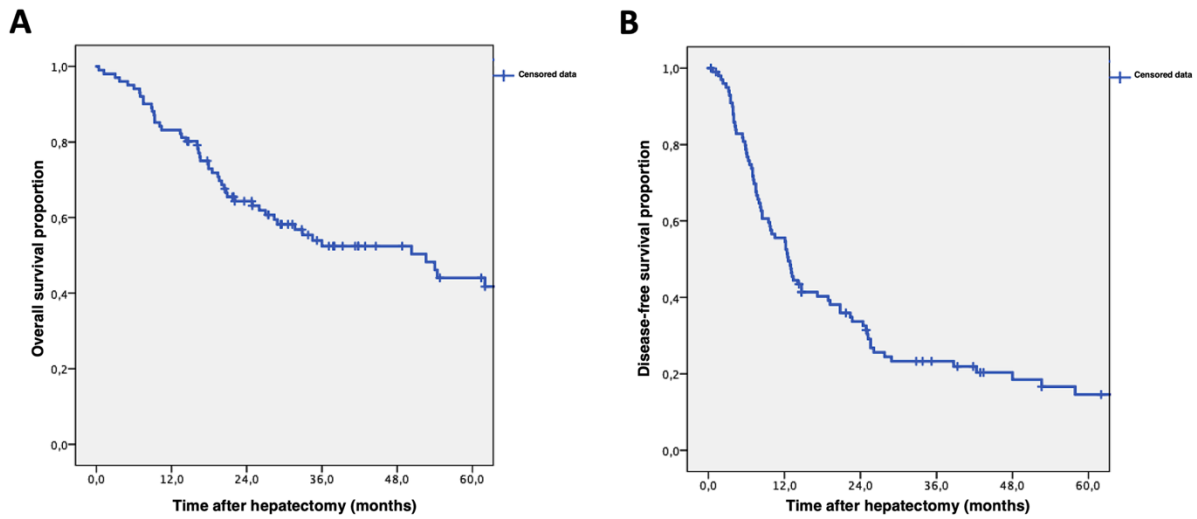 A
Overall survival proportion
1,0
0,8
0,6
0,4
0,2
0,0
0,0 12,0 24,0 36,0 48,0 60,0
Time after hepatectomy (months)
Censored data
B
Disease-free survival proportion
1,0
0,8
0,6
0,4
0,2
0,0
0,0 12,0 24,0 36,0 48,0 60,0
Time after hepatectomy (months)
Censored data